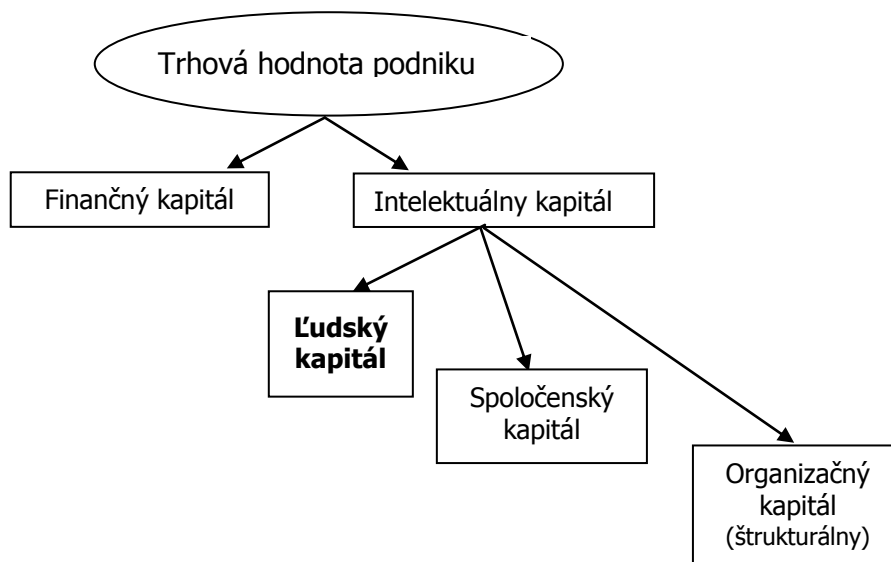 Trhová hodnota podniku
Finančný kapitál
Intelektuálny kapitál
Ľudský
kapitál
Spoločenský
kapitál
Organizačný
kapitál
(štrukturálny)